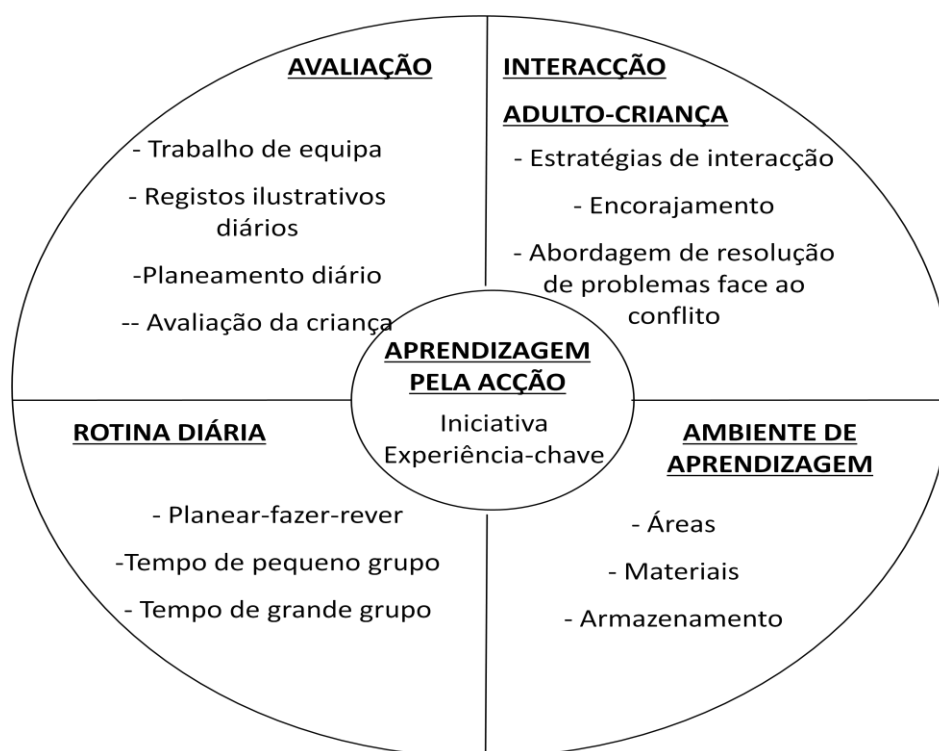 AVALIAÇÃO
- Trabalho de equipa
- Registos ilustrativos
diários
-Planeamento diário
-- Avaliação da criança
INTERACÇÃO
ADULTO-CRIANÇA
- Estratégias de interacção
- Encorajamento
- Abordagem de resolução
de problemas face ao
conflito
APRENDIZAGEM
PELA ACÇÃO
Iniciativa
Experiência-chave
ROTINA DIÁRIA
- Planear-fazer-rever
-Tempo de pequeno grupo
- Tempo de grande grupo
AMBIENTE DE
APRENDIZAGEM
- Áreas
- Materiais
- Armazenamento